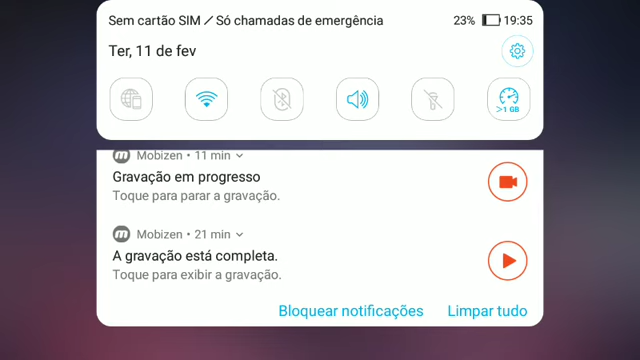 Sem cartão SIM / Só chamadas de emergência 23% 19:35
Ter, 11 de fev
>1 GB
Mobizen • 11 min
Gravação em progresso
Toque para parar a gravação.
Mobizen • 21 min
A gravação está completa.
Toque para exibir a gravação.
Bloquear notificações Limpar tudo